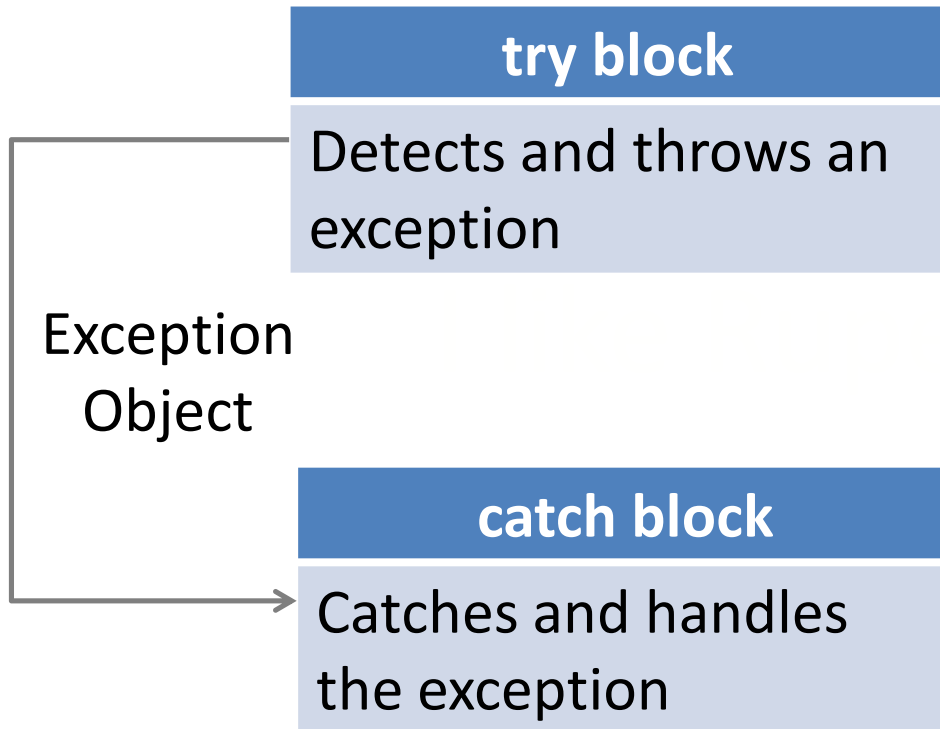 try block
Detects and throws an
exception
Exception
Object
catch block
Catches and handles
the exception